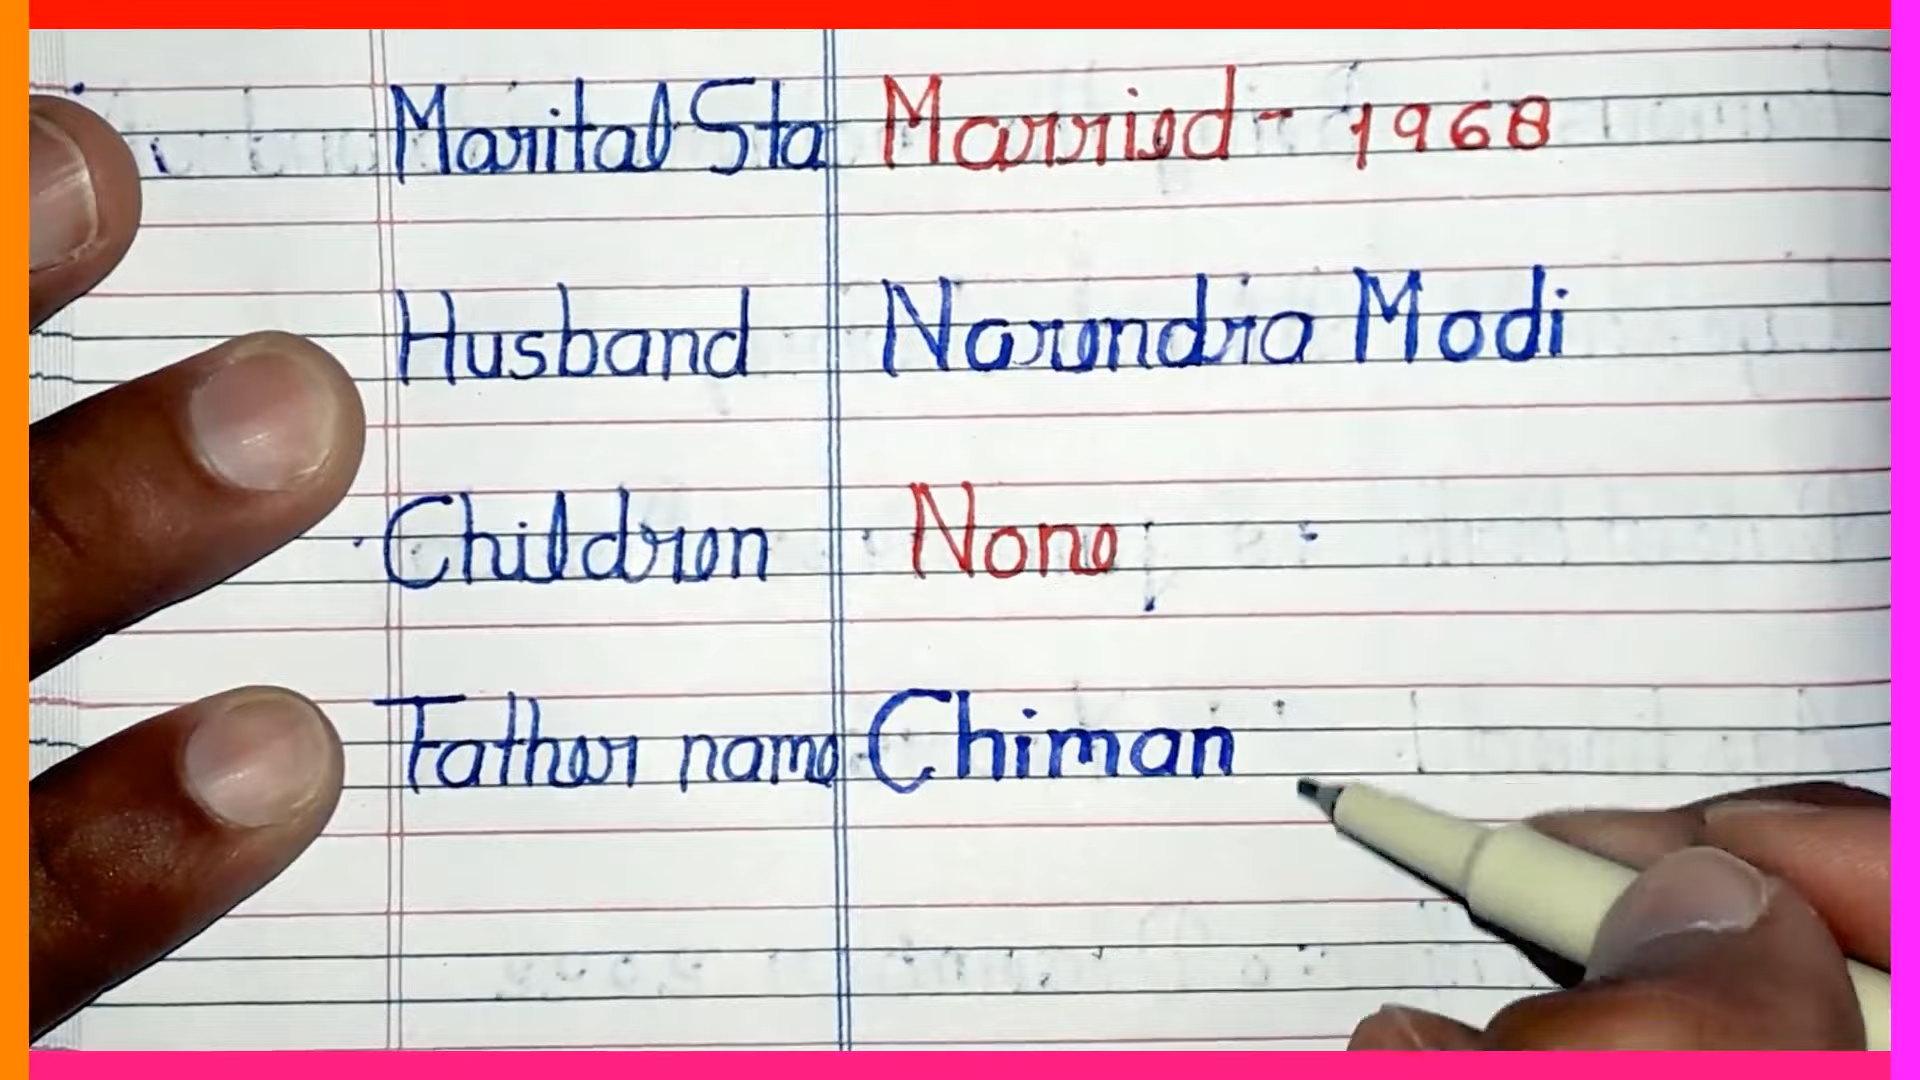 Marital Sta Married - 1968
Husband Narendra Modi
Children None
Father name Chiman